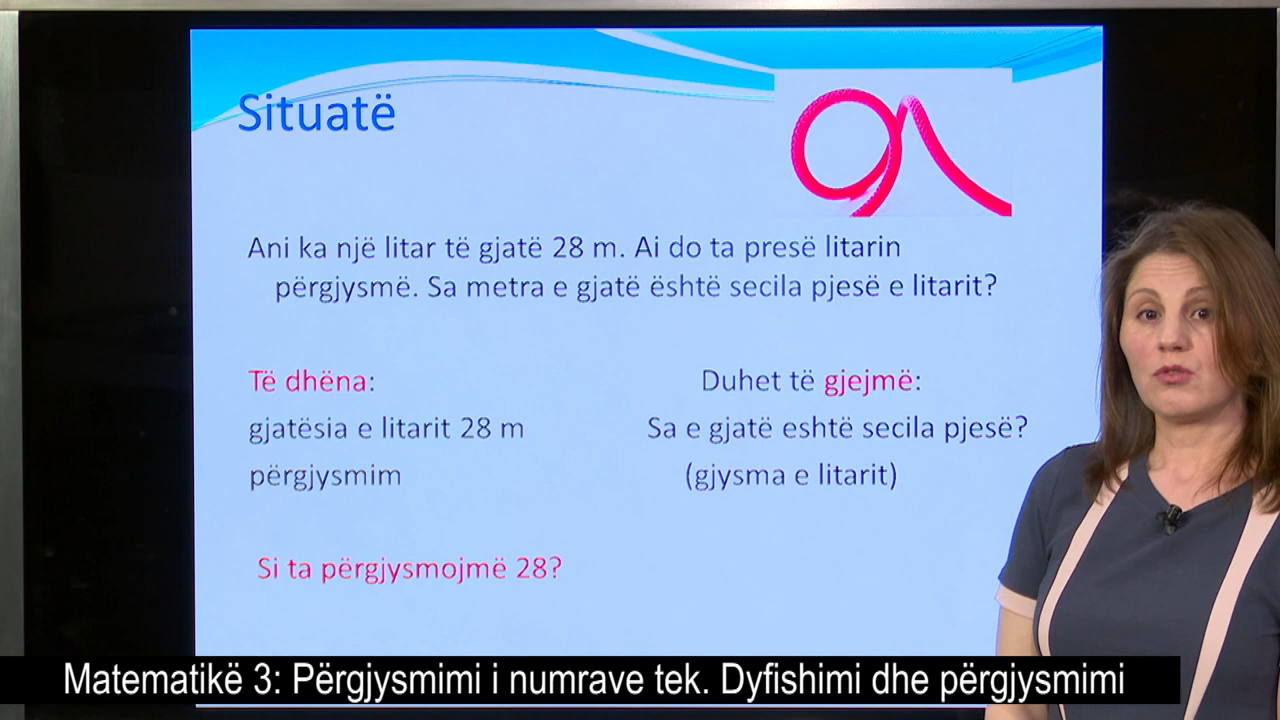 Situatë
Ani ka një litar të gjatë 28 m. Ai do ta presë litarin
përgjysmë. Sa metra e gjatë është secila pjesë e litarit?
Të dhëna:
gjatësia e litarit 28 m
përgjysmim
Duhet të gjejmë:
Sa e gjatë eshtë secila pjesë?
(gjysma e litarit)
Si ta përgjysmojmë 28?
Matematikë 3: Përgjysmimi i numrave tek. Dyfishimi dhe përgjysmimi